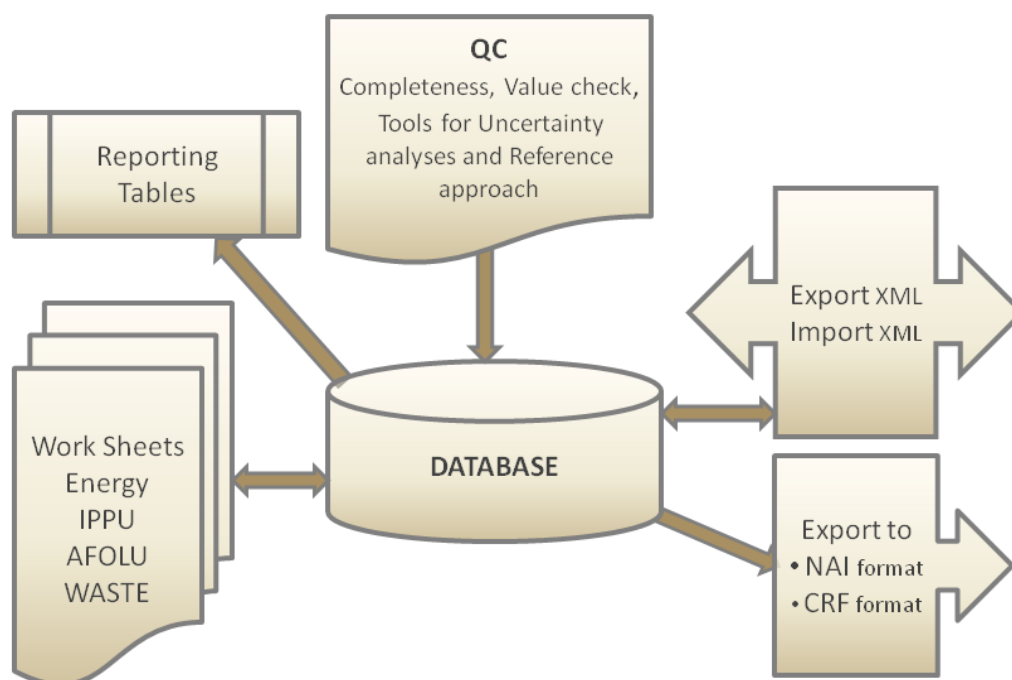 QC
Completeness, Value check,
Tools for Uncertainty
analyses and Reference
approach
Reporting
Tables
Export XML
Import XML
Work Sheets
Energy
IPPU
AFOLU
WASTE
DATABASE
Export to
• NAI format
• CRF format